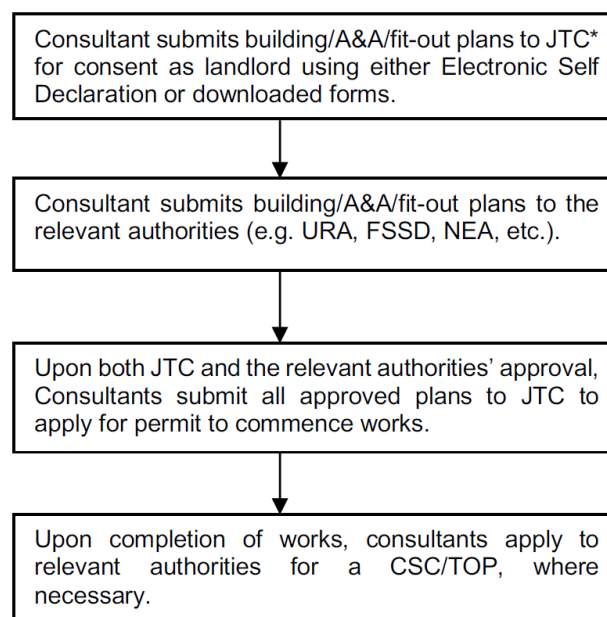 Consultant submits building/A&A/fit-out plans to JTC*
for consent as landlord using either Electronic Self
Declaration or downloaded forms.
Consultant submits building/A&A/fit-out plans to the
relevant authorities (e.g. URA, FSSD, NEA, etc.).
Upon both JTC and the relevant authorities’ approval,
Consultants submit all approved plans to JTC to
apply for permit to commence works.
Upon completion of works, consultants apply to
relevant authorities for a CSC/TOP, where
necessary.